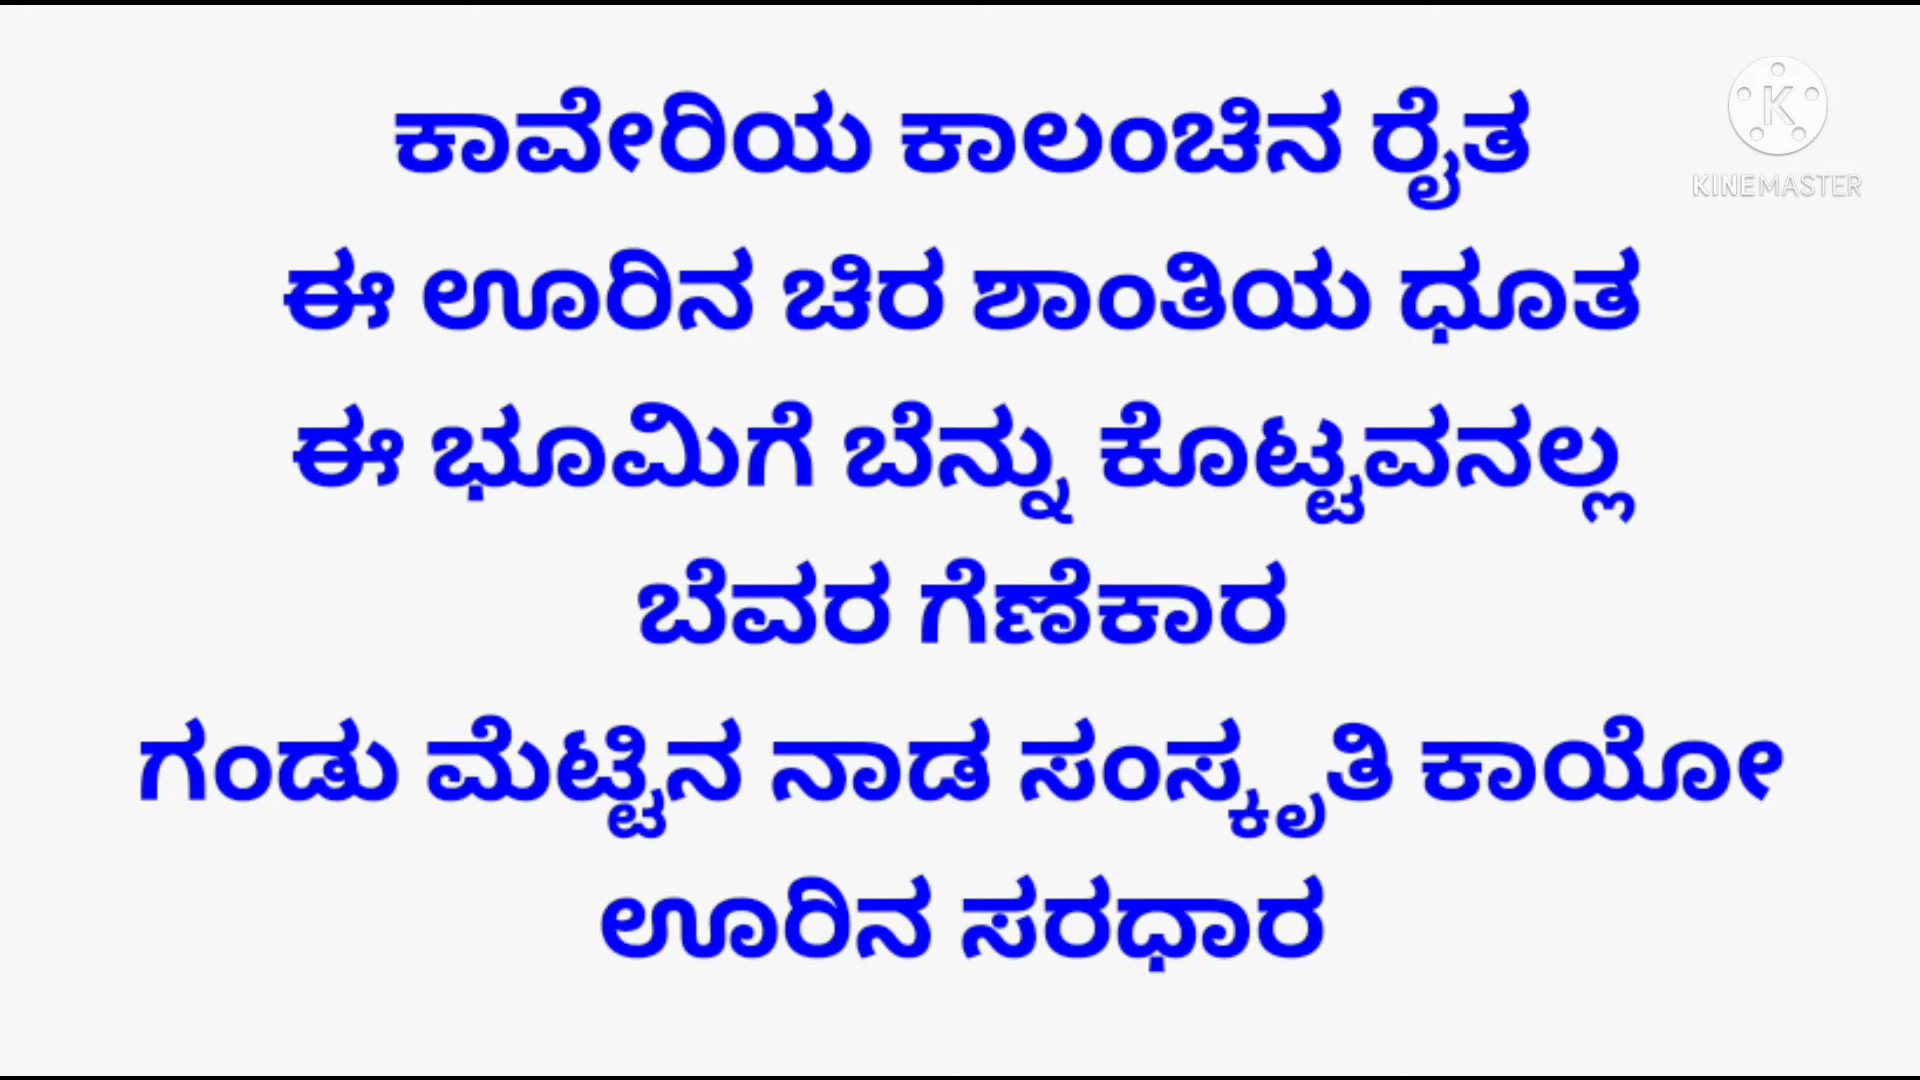 ಕಾವೇರಿಯ ಕಾಲಂಚಿನ ರೈತ
ಈ ಊರಿನ ಚಿರ ಶಾಂತಿಯ ಧೂತ
ಈ ಭೂಮಿಗೆ ಬೆನ್ನು ಕೊಟ್ಟವನಲ್ಲ
ಬೆವರ ಗೆಣೆಕಾರ
ಗಂಡು ಮೆಟ್ಟಿನ ನಾಡ ಸಂಸ್ಕೃತಿ ಕಾಯೋ
ಊರಿನ ಸರಧಾರ
K
KINEMASTER